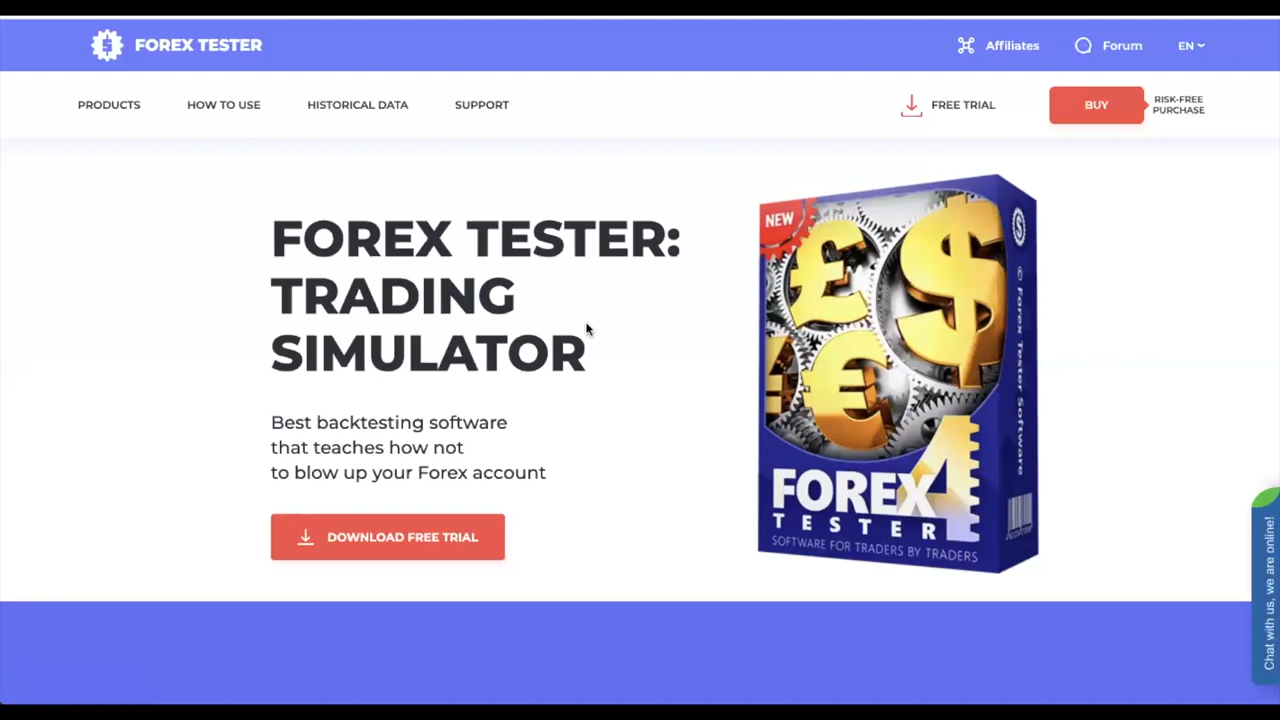 FOREX TESTER
Affiliates
Forum
EN
PRODUCTS
HOW TO USE
HISTORICAL DATA
SUPPORT
FREE TRIAL
BUY
RISK-FREE
PURCHASE
FOREX TESTER:
TRADING
SIMULATOR
Best backtesting software
that teaches how not
to blow up your Forex account
DOWNLOAD FREE TRIAL
NEW
£ $
€
FOREX 4
TESTER
SOFTWARE FOR TRADERS BY TRADERS
© Forex Tester Software
Chat with us, we are online!